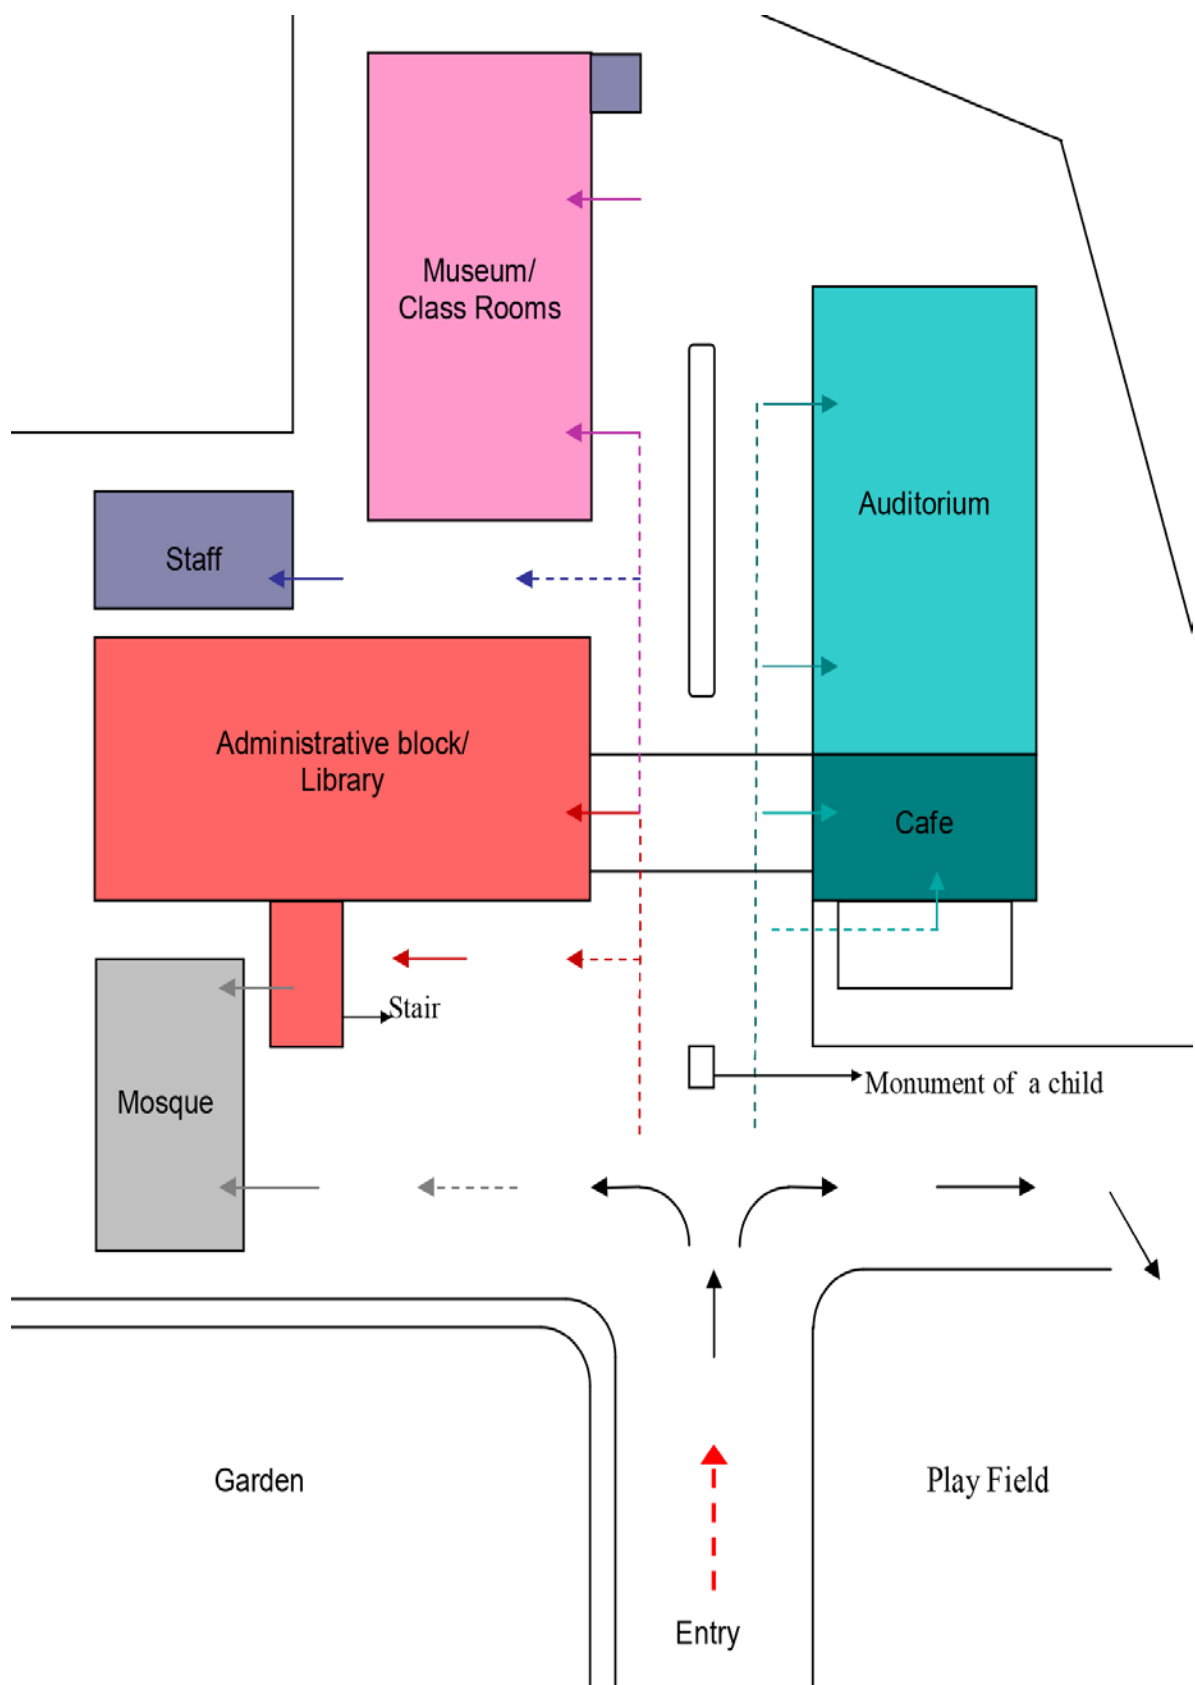 Museum/
Class Rooms
Auditorium
Staff
Administrative block/
Library
Cafe
Stair
Monument of a child
Mosque
Garden
Play Field
Entry